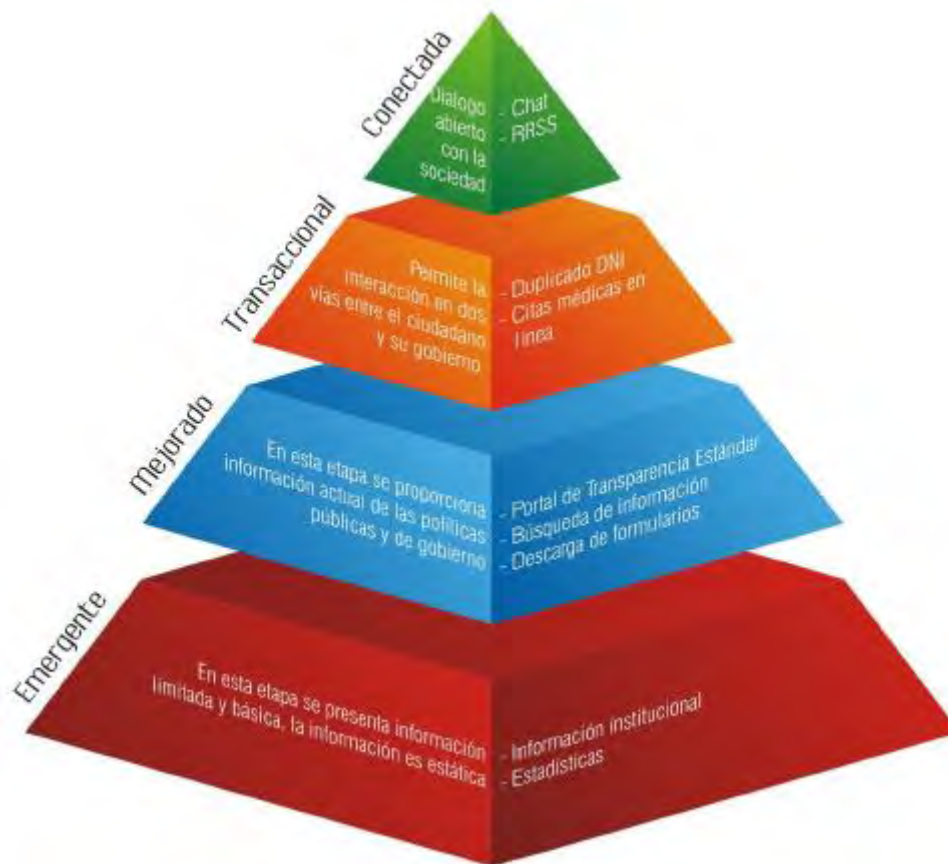 Conectada
Dialogo
abierto
con la
sociedad
- Chat
- RRSS
Transaccional
Permite la
interacción en dos
vías entre el ciudadano
y su gobierno
- Duplicado DNI
- Citas médicas en
línea
Mejorado
En esta etapa se proporciona
información actual de las políticas
públicas y de gobierno
- Portal de Transparencia Estándar
- Búsqueda de información
- Descarga de formularios
Emergente
En esta etapa se presenta información
limitada y básica, la información es estática
- Información institucional
- Estadísticas